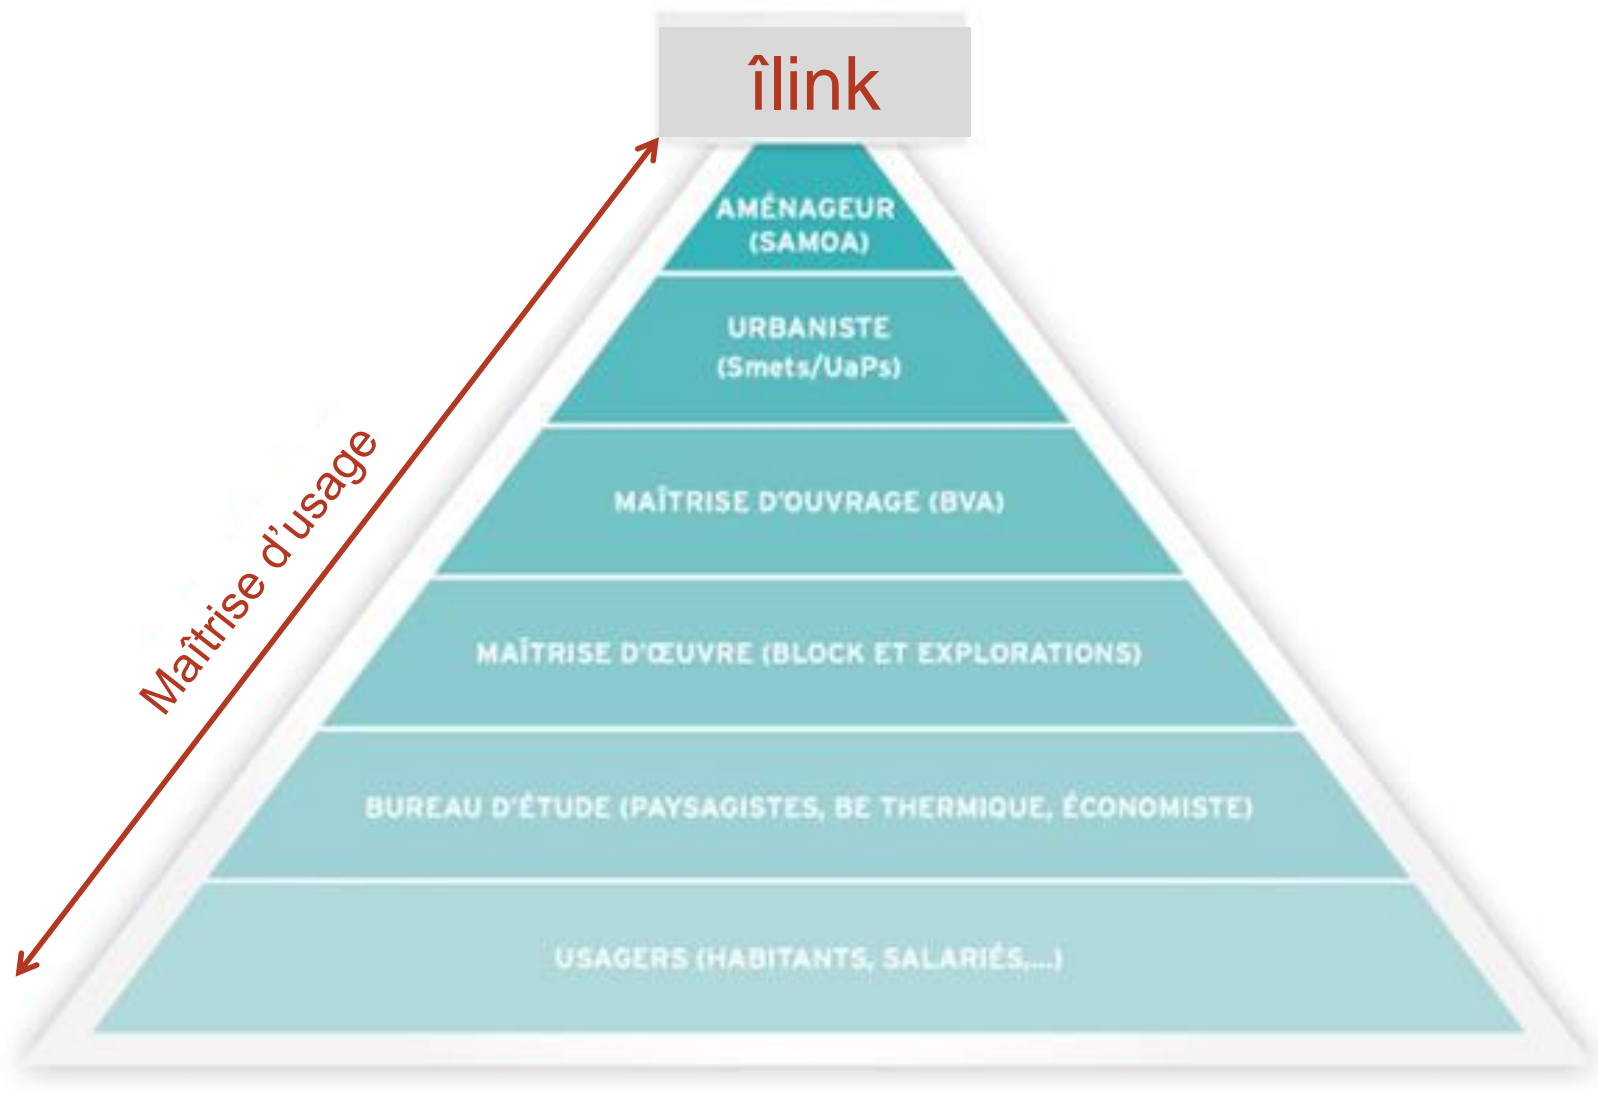 îlink
AMÉNAGEUR
(SAMOA)
URBANISTE
(Smets/UaPs)
Maîtrise d'usage
MAÎTRISE D'OUVRAGE (BVA)
MAÎTRISE D'ŒUVRE (BLOCK ET EXPLORATIONS)
BUREAU D'ÉTUDE (PAYSAGISTES, BE THERMIQUE, ÉCONOMISTE)
USAGERS (HABITANTS, SALARIÉS,...)